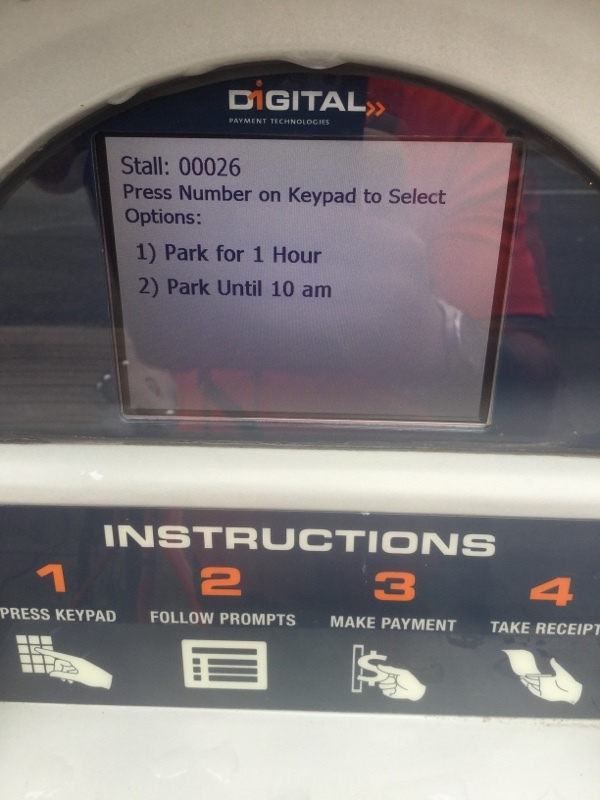 DIGITAL
PAYMENT TECHNOLOGIES
Stall: 00026
Press Number on Keypad to Select
Options:
1) Park for 1 Hour
2) Park Until 10 am
INSTRUCTIONS
1 2 3 4
PRESS KEYPAD FOLLOW PROMPTS MAKE PAYMENT TAKE RECEIPT